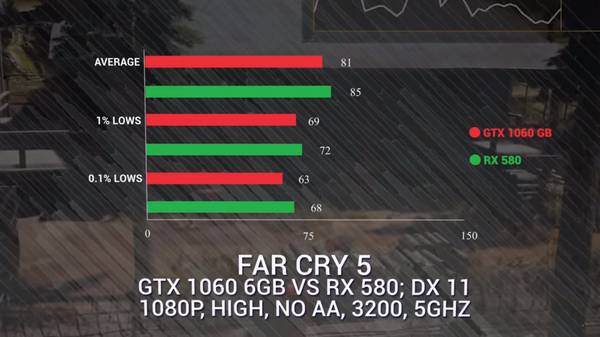 AVERAGE 81
85
1% LOWS 69
72
0.1% LOWS 63
68
0 75 150
GTX 1060 GB
RX 580
FAR CRY 5
GTX 1060 6GB VS RX 580; DX 11
1080P, HIGH, NO AA, 3200, 5GHZ